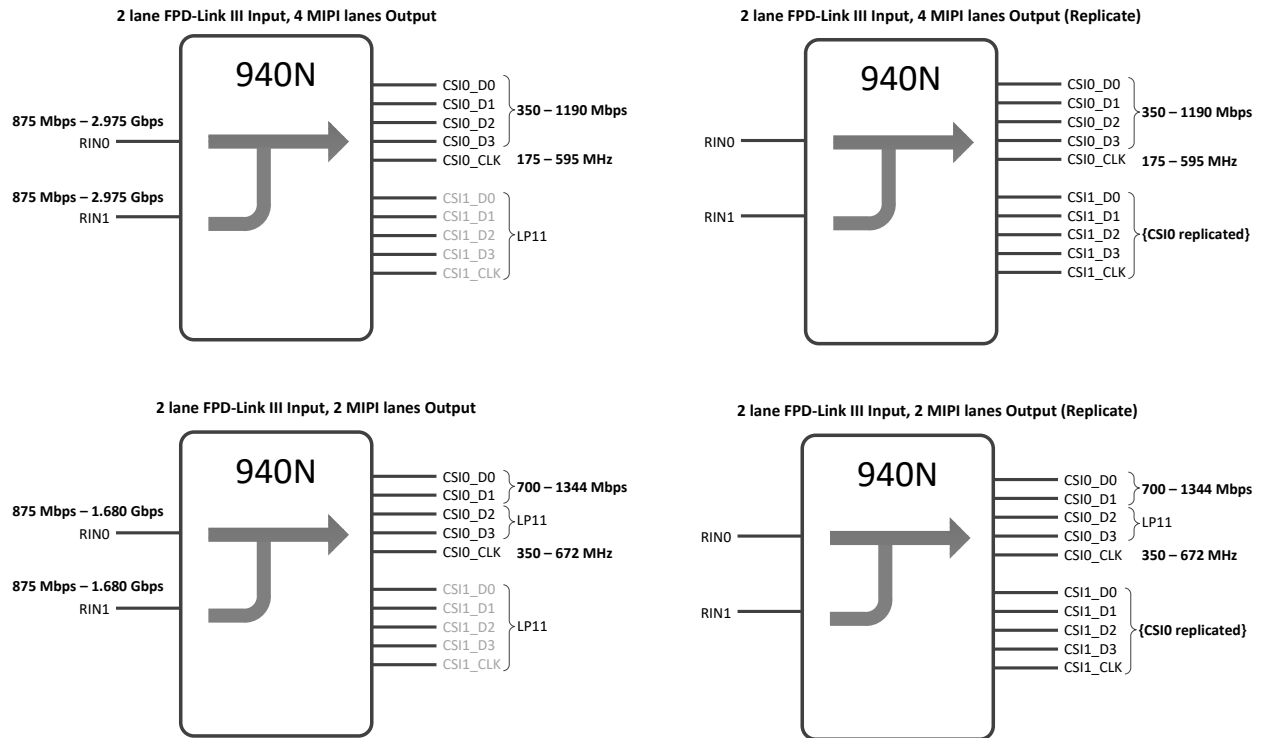 2 lane FPD-Link III Input, 4 MIPI lanes Output
940N
875 Mbps – 2.975 Gbps
RIN0
875 Mbps – 2.975 Gbps
RIN1
CSI0_D0
CSI0_D1
CSI0_D2
CSI0_D3
350 – 1190 Mbps
CSI0_CLK
175 – 595 MHz
CSI1_D0
CSI1_D1
CSI1_D2
CSI1_D3
CSI1_CLK
LP11
2 lane FPD-Link III Input, 4 MIPI lanes Output (Replicate)
940N
RIN0
RIN1
CSI0_D0
CSI0_D1
CSI0_D2
CSI0_D3
350 – 1190 Mbps
CSI0_CLK
175 – 595 MHz
CSI1_D0
CSI1_D1
CSI1_D2
CSI1_D3
CSI1_CLK
{CSI0 replicated}
2 lane FPD-Link III Input, 2 MIPI lanes Output
940N
875 Mbps – 1.680 Gbps
RIN0
875 Mbps – 1.680 Gbps
RIN1
CSI0_D0
CSI0_D1
700 – 1344 Mbps
CSI0_D2
CSI0_D3
LP11
CSI0_CLK
350 – 672 MHz
CSI1_D0
CSI1_D1
CSI1_D2
CSI1_D3
CSI1_CLK
LP11
2 lane FPD-Link III Input, 2 MIPI lanes Output (Replicate)
940N
RIN0
RIN1
CSI0_D0
CSI0_D1
700 – 1344 Mbps
CSI0_D2
CSI0_D3
LP11
CSI0_CLK
350 – 672 MHz
CSI1_D0
CSI1_D1
CSI1_D2
CSI1_D3
CSI1_CLK
{CSI0 replicated}